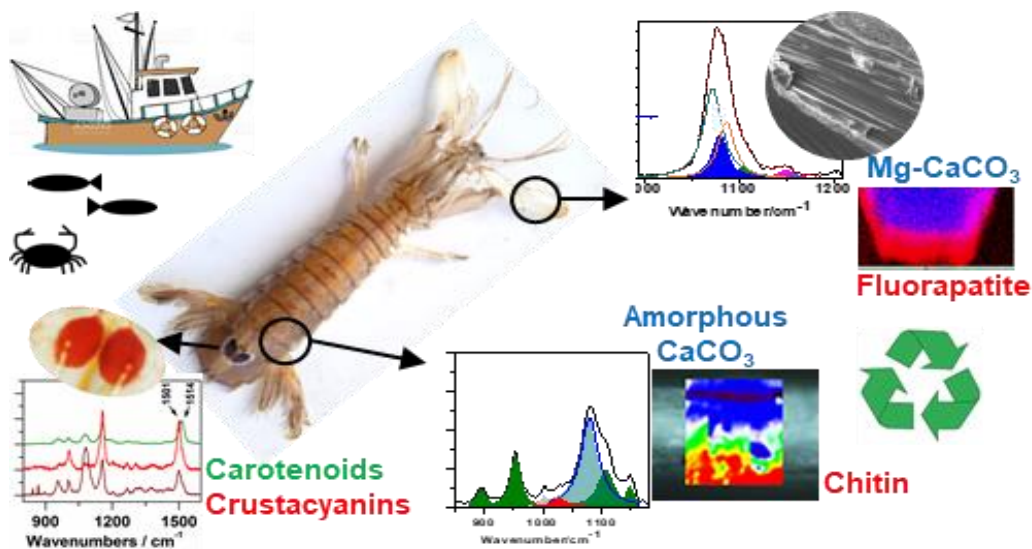 1000
1100
1200
Wavenumber/cm⁻¹
Mg-CaCO₃
Fluorapatite
Amorphous
CaCO₃
Chitin
900
1000
1100
Wavenumber/cm⁻¹
1501
1514
Carotenoids
Crustacyanins
900
1200
1500
Wavenumbers / cm⁻¹